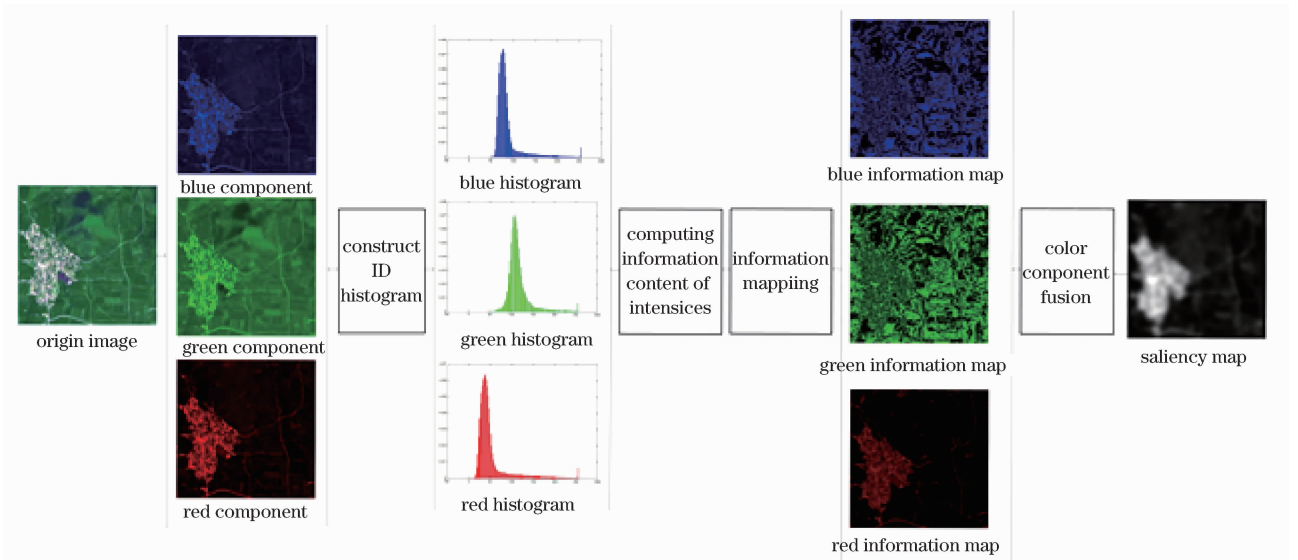 origin image
blue component
green component
red component
construct
ID
histogram
blue histogram
green histogram
red histogram
computing
information
content of
intensices
information
mappiing
blue information map
green information map
red information map
color
component
fusion
saliency map